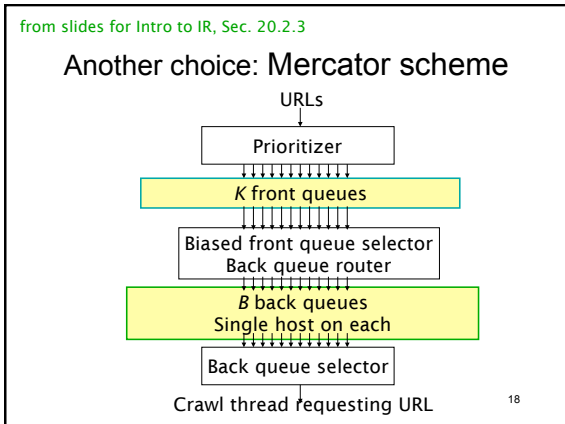 from slides for Intro to IR, Sec. 20.2.3
Another choice: Mercator scheme
URLs
Prioritizer
K front queues
Biased front queue selector
Back queue router
B back queues
Single host on each
Back queue selector
Crawl thread requesting URL
18